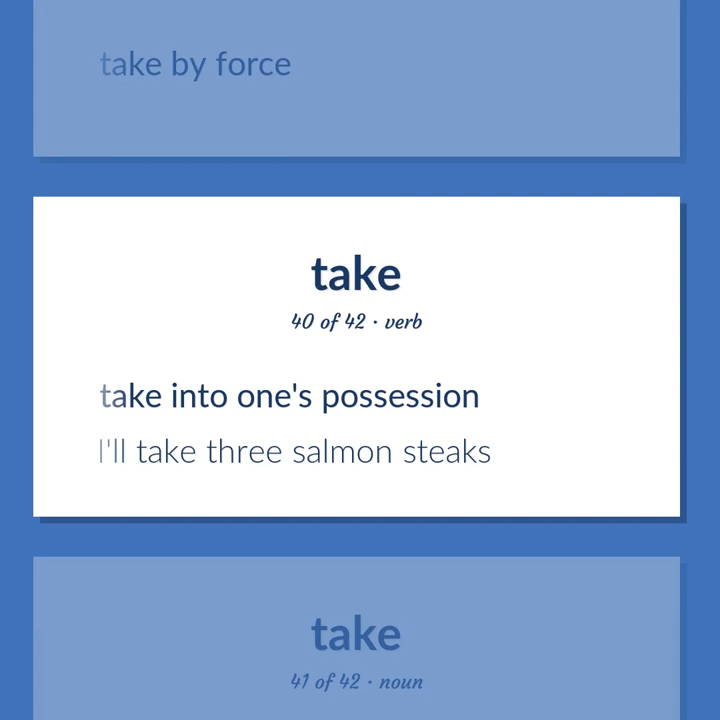 take by force
take
40 of 42 · verb
take into one's possession
I'll take three salmon steaks
take
41 of 42 · noun